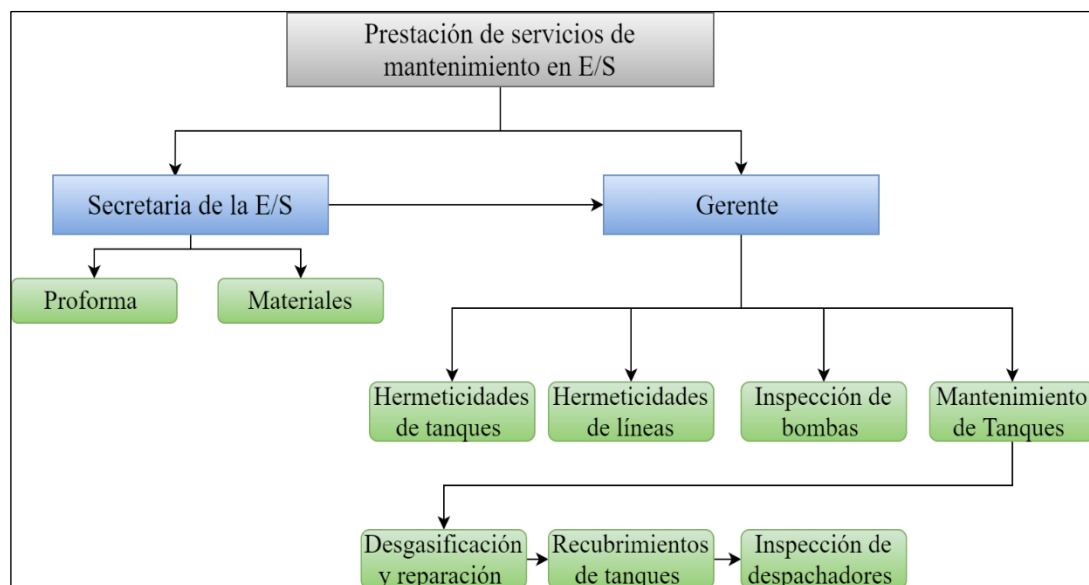 Prestación de servicios de
mantenimiento en E/S
Secretaria de la E/S
Gerente
Proforma
Materiales
Hermeticidades
de tanques
Hermeticidades
de líneas
Inspección de
bombas
Mantenimiento
de Tanques
Desgasificación
y reparación
Recubrimientos
de tanques
Inspección de
despachadores